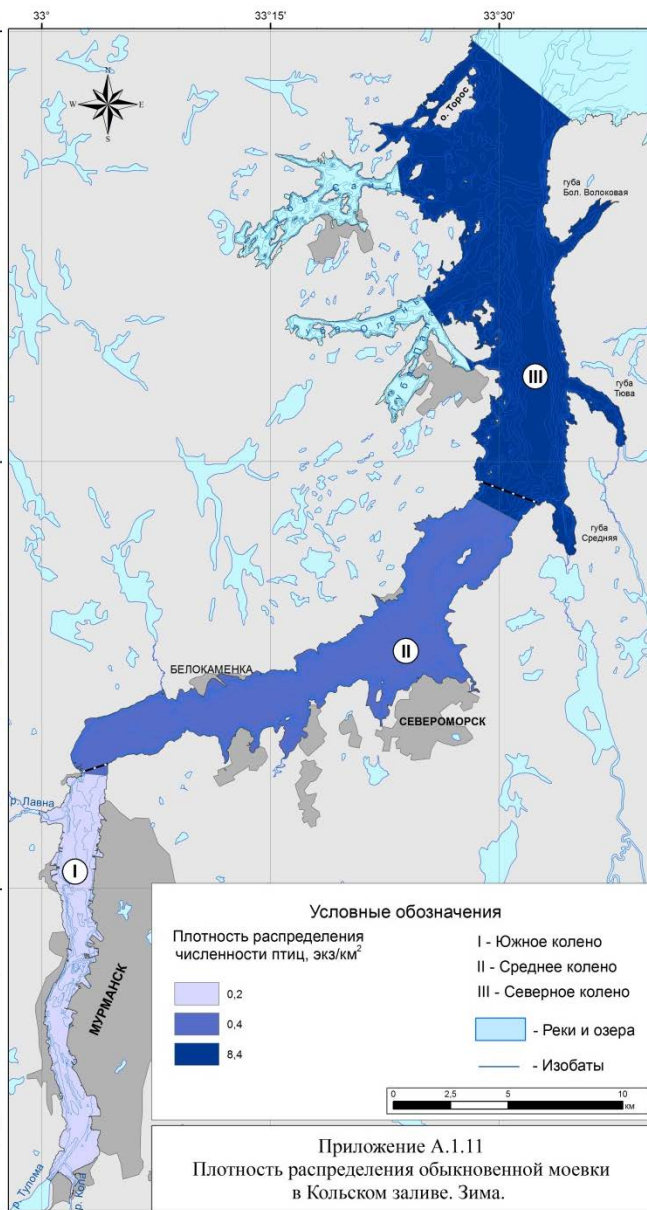 33°
33°15'
33°30'
N
W
E
S
о. Торос
губа
Бол. Волоковая
III
губа
Тюва
губа
Средняя
II
БЕЛОКАМЕНКА
СЕВЕРОМОРСК
р. Лавна
I
МУРМАНСК
р. Тулома
р. Кола
Условные обозначения
Плотность распределения
численности птиц, экз/км²
0,2
0,4
8,4
I - Южное колено
II - Среднее колено
III - Северное колено
- Реки и озера
- Изобаты
0 2,5 5 10
км
Приложение А.1.11
Плотность распределения обыкновенной моевки
в Кольском заливе. Зима.